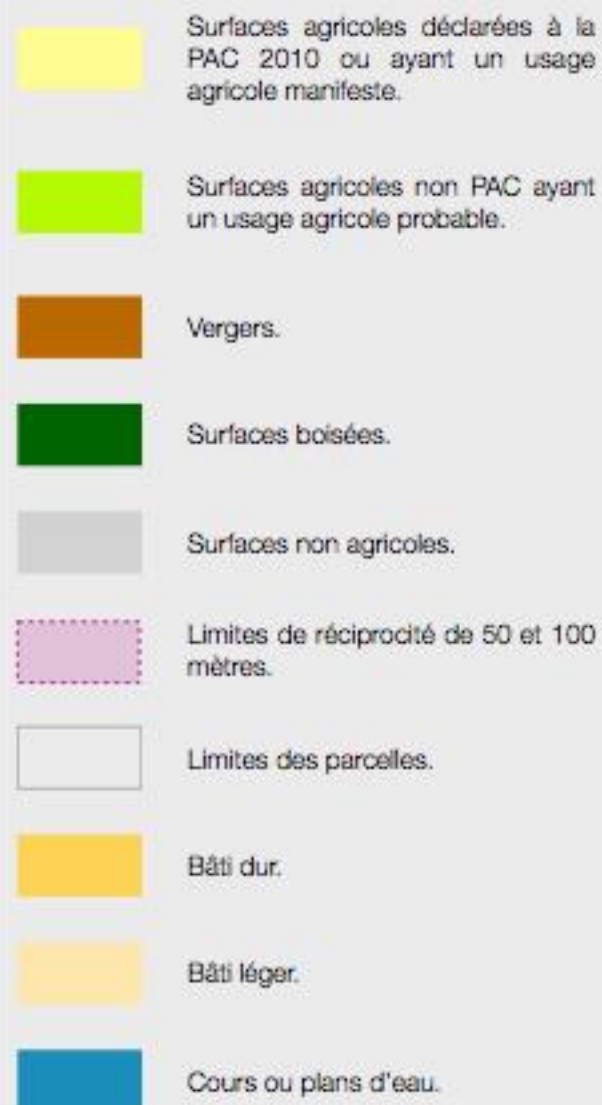 Surfaces agricoles déclarées à la
PAC 2010 ou ayant un usage
agricole manifeste.
Surfaces agricoles non PAC ayant
un usage agricole probable.
Vergers.
Surfaces boisées.
Surfaces non agricoles.
Limites de réciprocité de 50 et 100
mètres.
Limites des parcelles.
Bâti dur.
Bâti léger.
Cours ou plans d'eau.